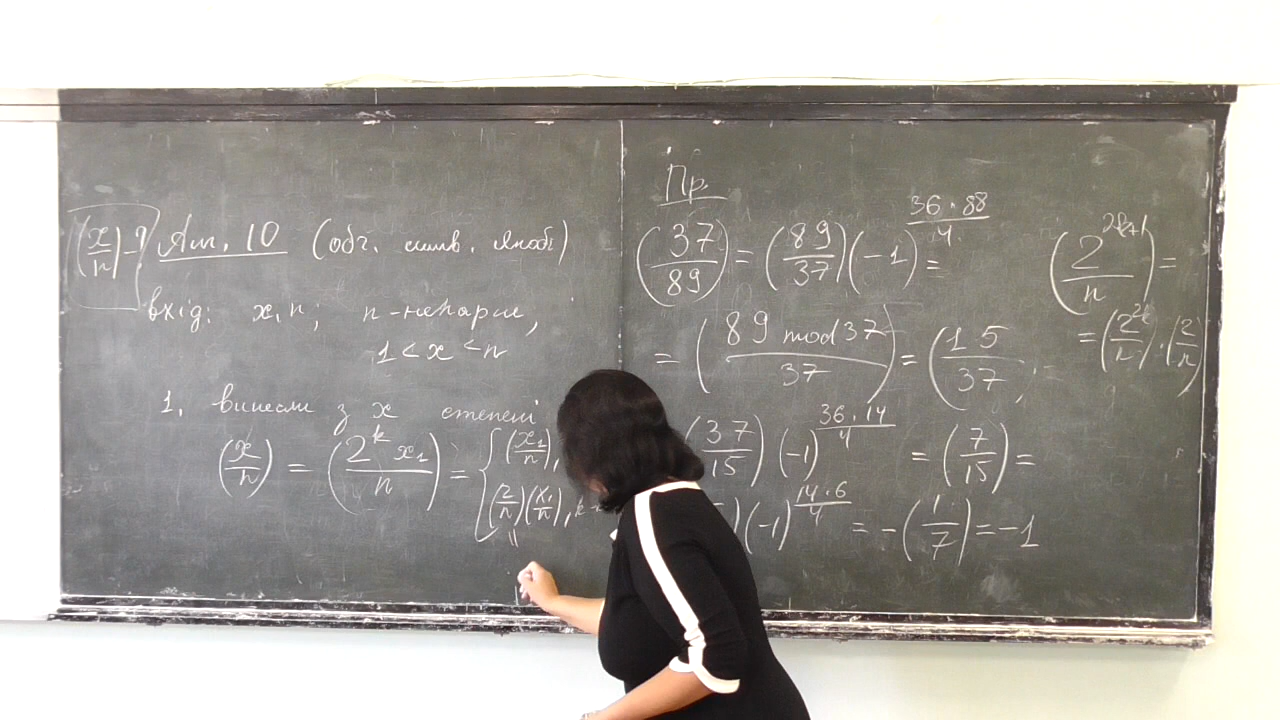 (x/n) - ? Алг. 10 (обч. симв. Якобі)
вхід: x, n; n - непарне,
1 < x < n
1. винесли з x степені
(x/n) = (2^k x₁/n) = { (x₁/n),
(2/n)(x₁/n), k -
||
Пр.
(37/89) = (89/37)(-1)^(36·88/4) =
= (89 mod 37/37) = (15/37) =
(37/15)(-1)^(36·14/4) = (7/15) =
)(-1)^(14·6/4) = -(1/7) = -1
(2^(2k+1)/n) =
= (2^(2k)/n)·(2/n)